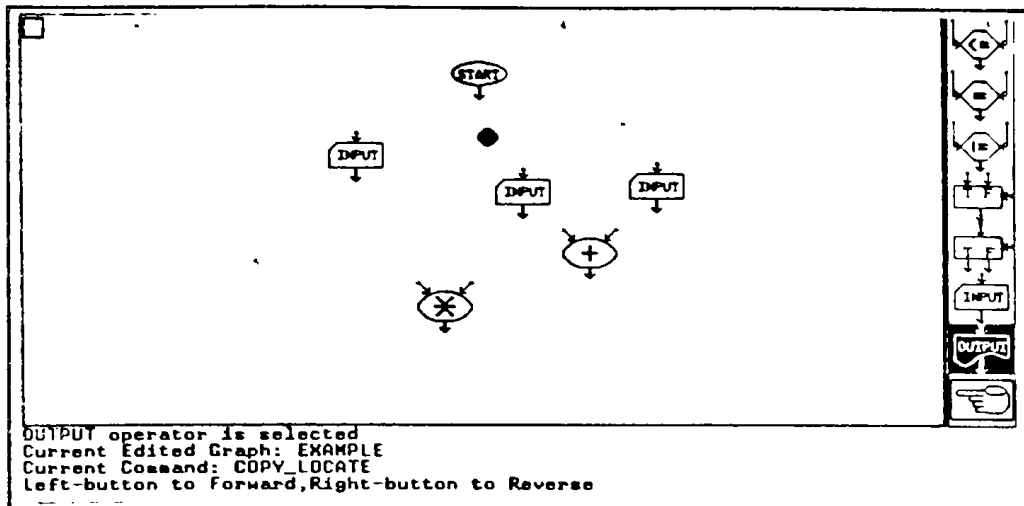 START
INPUT
INPUT
INPUT
+
*
<=
=
!=
T F
T F
INPUT
OUTPUT
OUTPUT operator is selected
Current Edited Graph: EXAMPLE
Current Command: COPY_LOCATE
Left-button to Forward,Right-button to Reverse